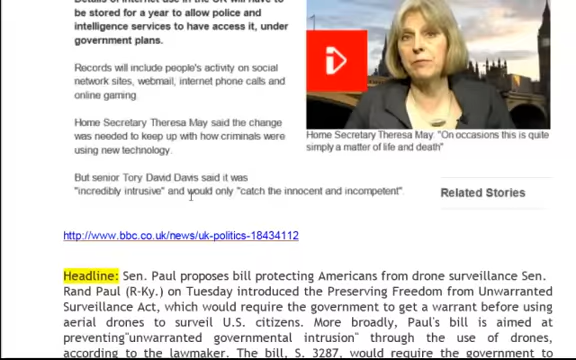 Details of internet use in the UK will have to
be stored for a year to allow police and
intelligence services to have access it, under
government plans.
Records will include people's activity on social
network sites, webmail, internet phone calls and
online gaming.
Home Secretary Theresa May said the change
was needed to keep up with how criminals were
using new technology.
Home Secretary Theresa May: "On occasions this is quite
simply a matter of life and death"
But senior Tory David Davis said it was
"incredibly intrusive" and would only "catch the innocent and incompetent".
Related Stories
http://www.bbc.co.uk/news/uk-politics-18434112
Headline: Sen. Paul proposes bill protecting Americans from drone surveillance Sen.
Rand Paul (R-Ky.) on Tuesday introduced the Preserving Freedom from Unwarranted
Surveillance Act, which would require the government to get a warrant before using
aerial drones to surveil U.S. citizens. More broadly, Paul's bill is aimed at
preventing"unwarranted governmental intrusion" through the use of drones,
according to the lawmaker. The bill, S. 3287, would require the government to